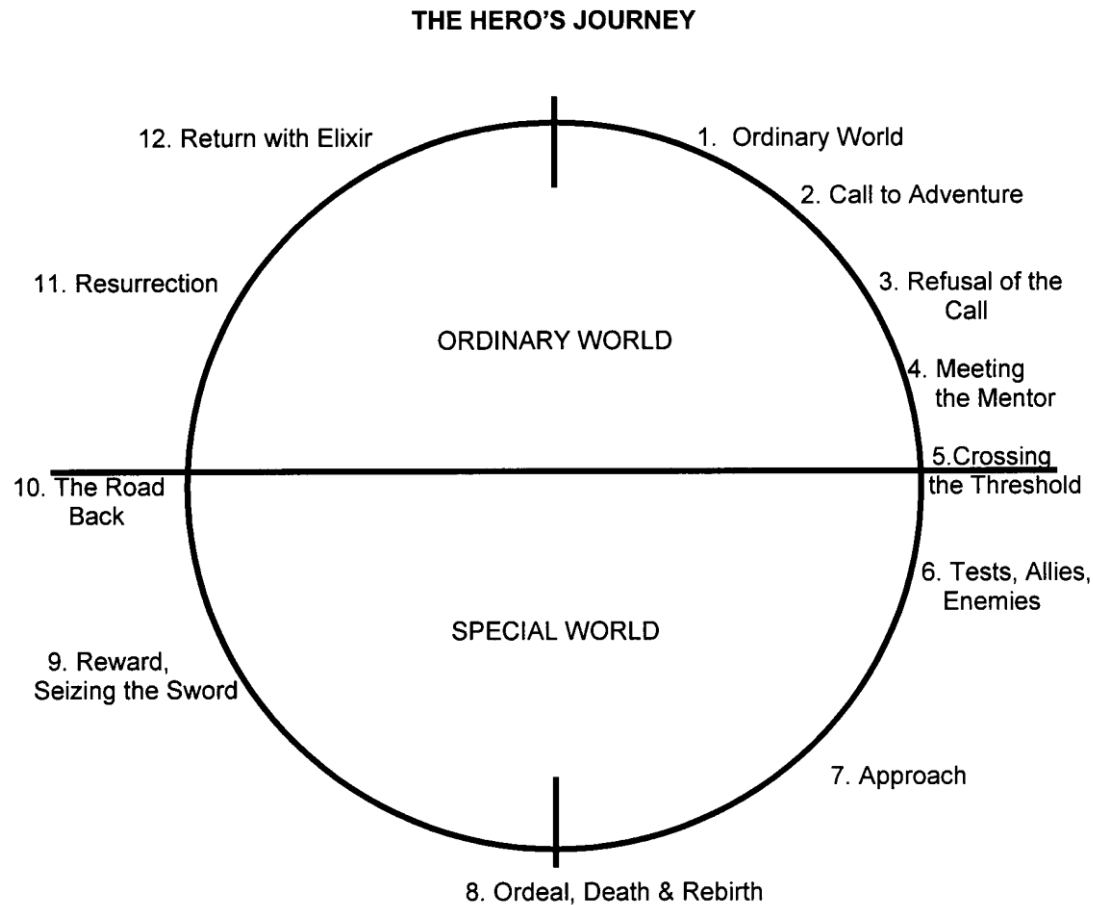 THE HERO'S JOURNEY
12. Return with Elixir
1. Ordinary World
2. Call to Adventure
11. Resurrection
3. Refusal of the
Call
ORDINARY WORLD
4. Meeting
the Mentor
5.Crossing
the Threshold
10. The Road
Back
6. Tests, Allies,
Enemies
SPECIAL WORLD
9. Reward,
Seizing the Sword
7. Approach
8. Ordeal, Death & Rebirth